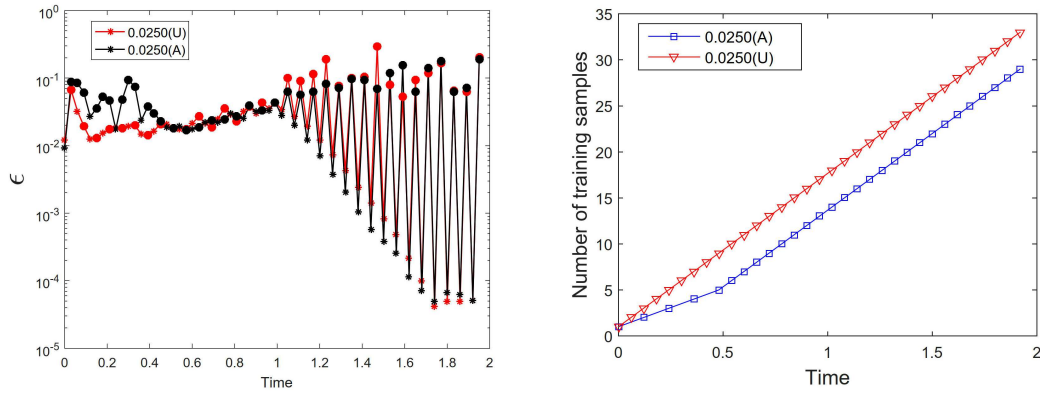 10^0
10^-1
10^-2
10^-3
10^-4
10^-5
ϵ
0.0250(U)
0.0250(A)
0 0.2 0.4 0.6 0.8 1 1.2 1.4 1.6 1.8 2
Time
35
30
25
20
15
10
5
0
Number of training samples
0.0250(A)
0.0250(U)
0 0.5 1 1.5 2
Time